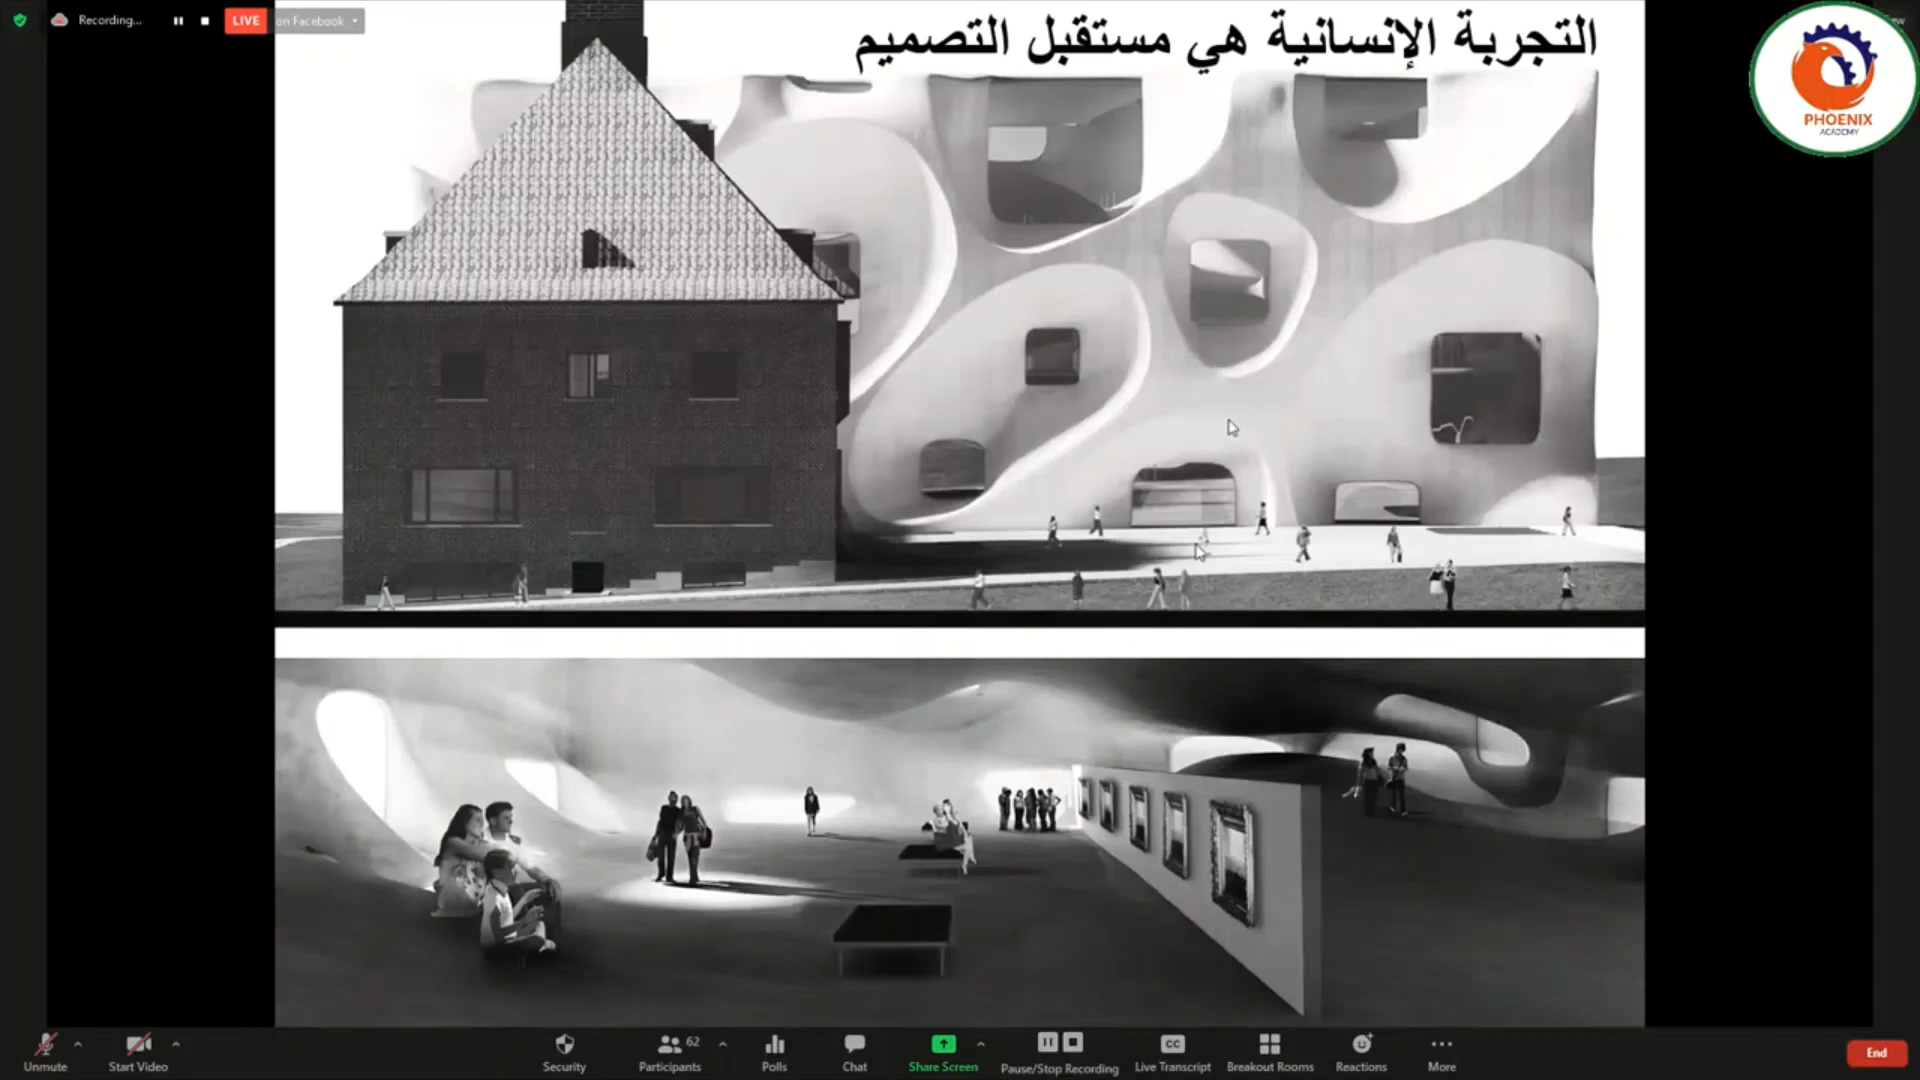 Recording...
LIVE
on Facebook
التجربة الإنسانية هي مستقبل التصميم
PHOENIX
ACADEMY
Unmute
Start Video
Security
62
Participants
Polls
Chat
Share Screen
Pause/Stop Recording
CC
Live Transcript
Breakout Rooms
Reactions
More
End